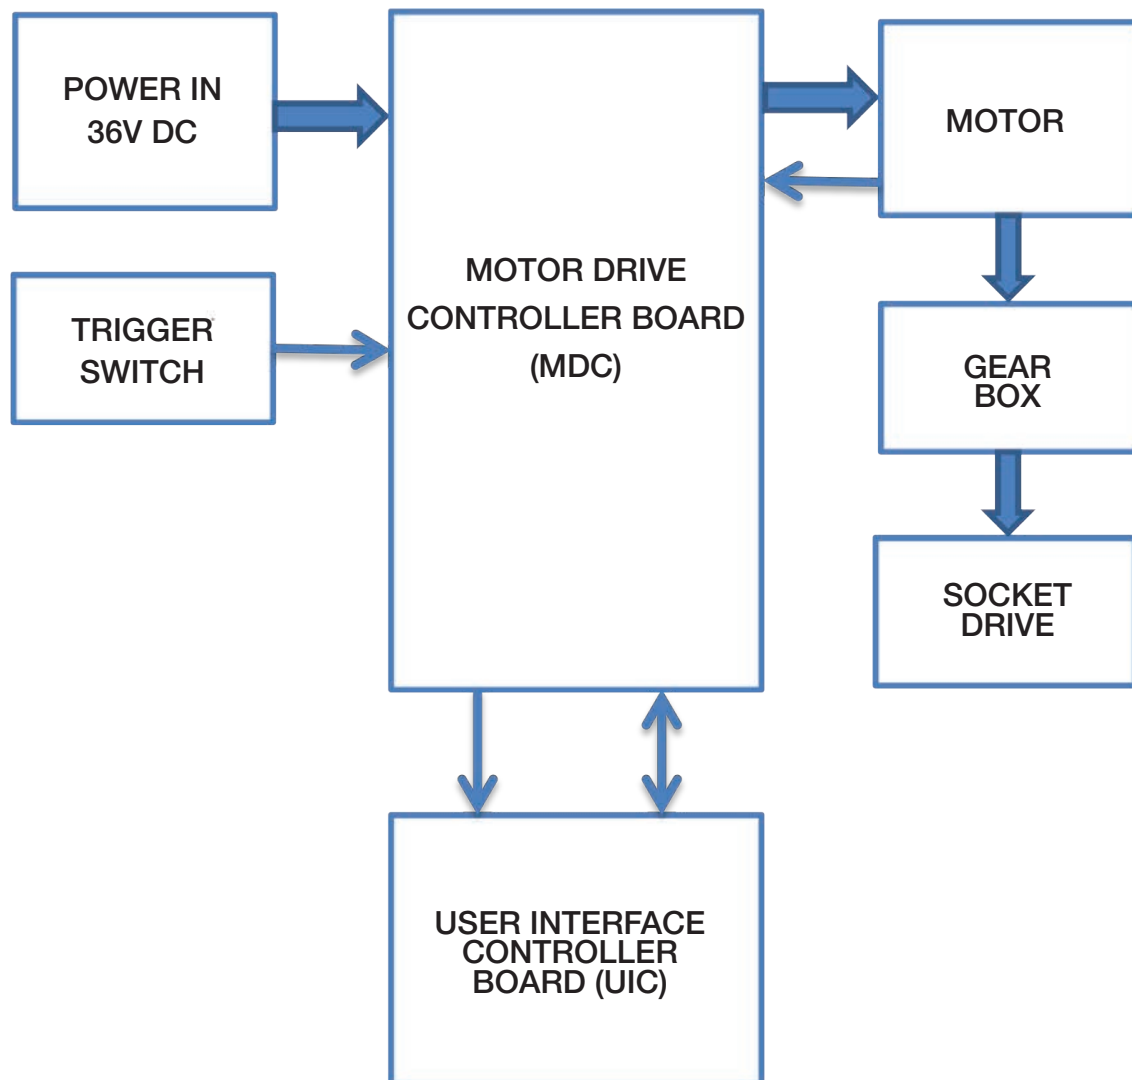 POWER IN
36V DC
MOTOR
MOTOR DRIVE
CONTROLLER BOARD
(MDC)
TRIGGER
SWITCH
GEAR
BOX
SOCKET
DRIVE
USER INTERFACE
CONTROLLER
BOARD (UIC)